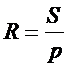 R = S/p